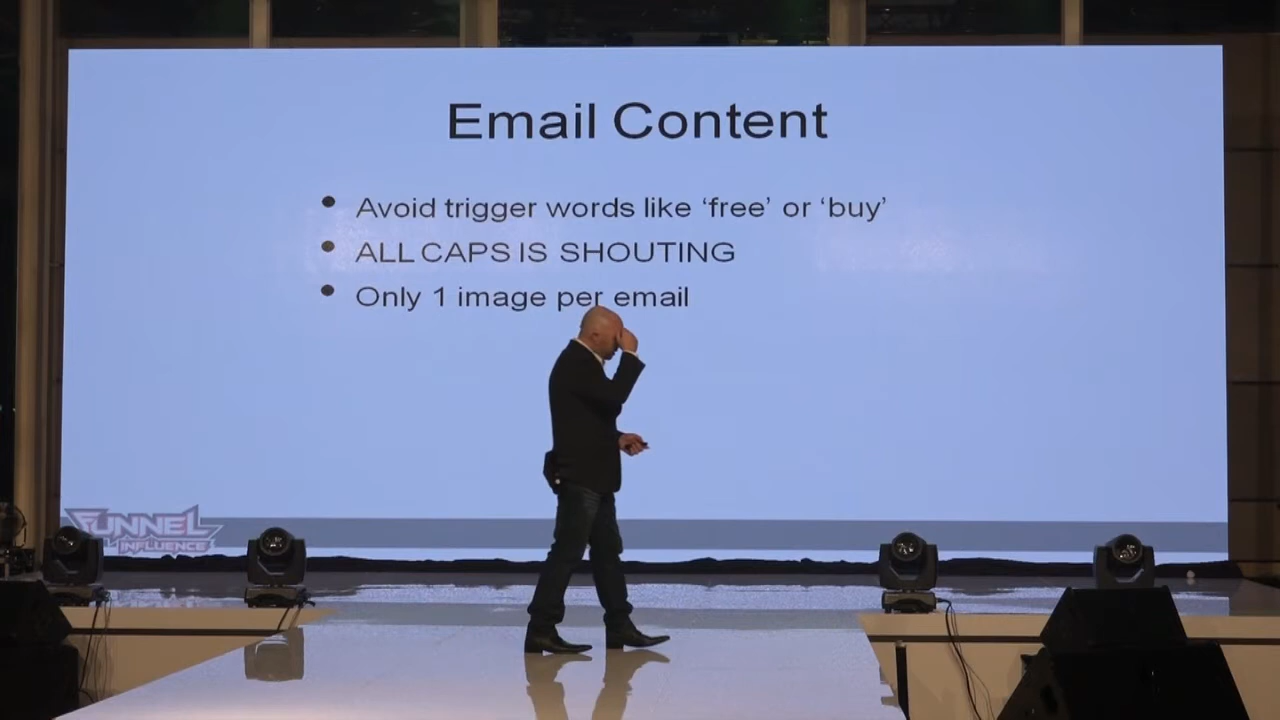 Email Content
Avoid trigger words like ‘free’ or ‘buy’
ALL CAPS IS SHOUTING
Only 1 image per email
FUNNEL
INFLUENCE